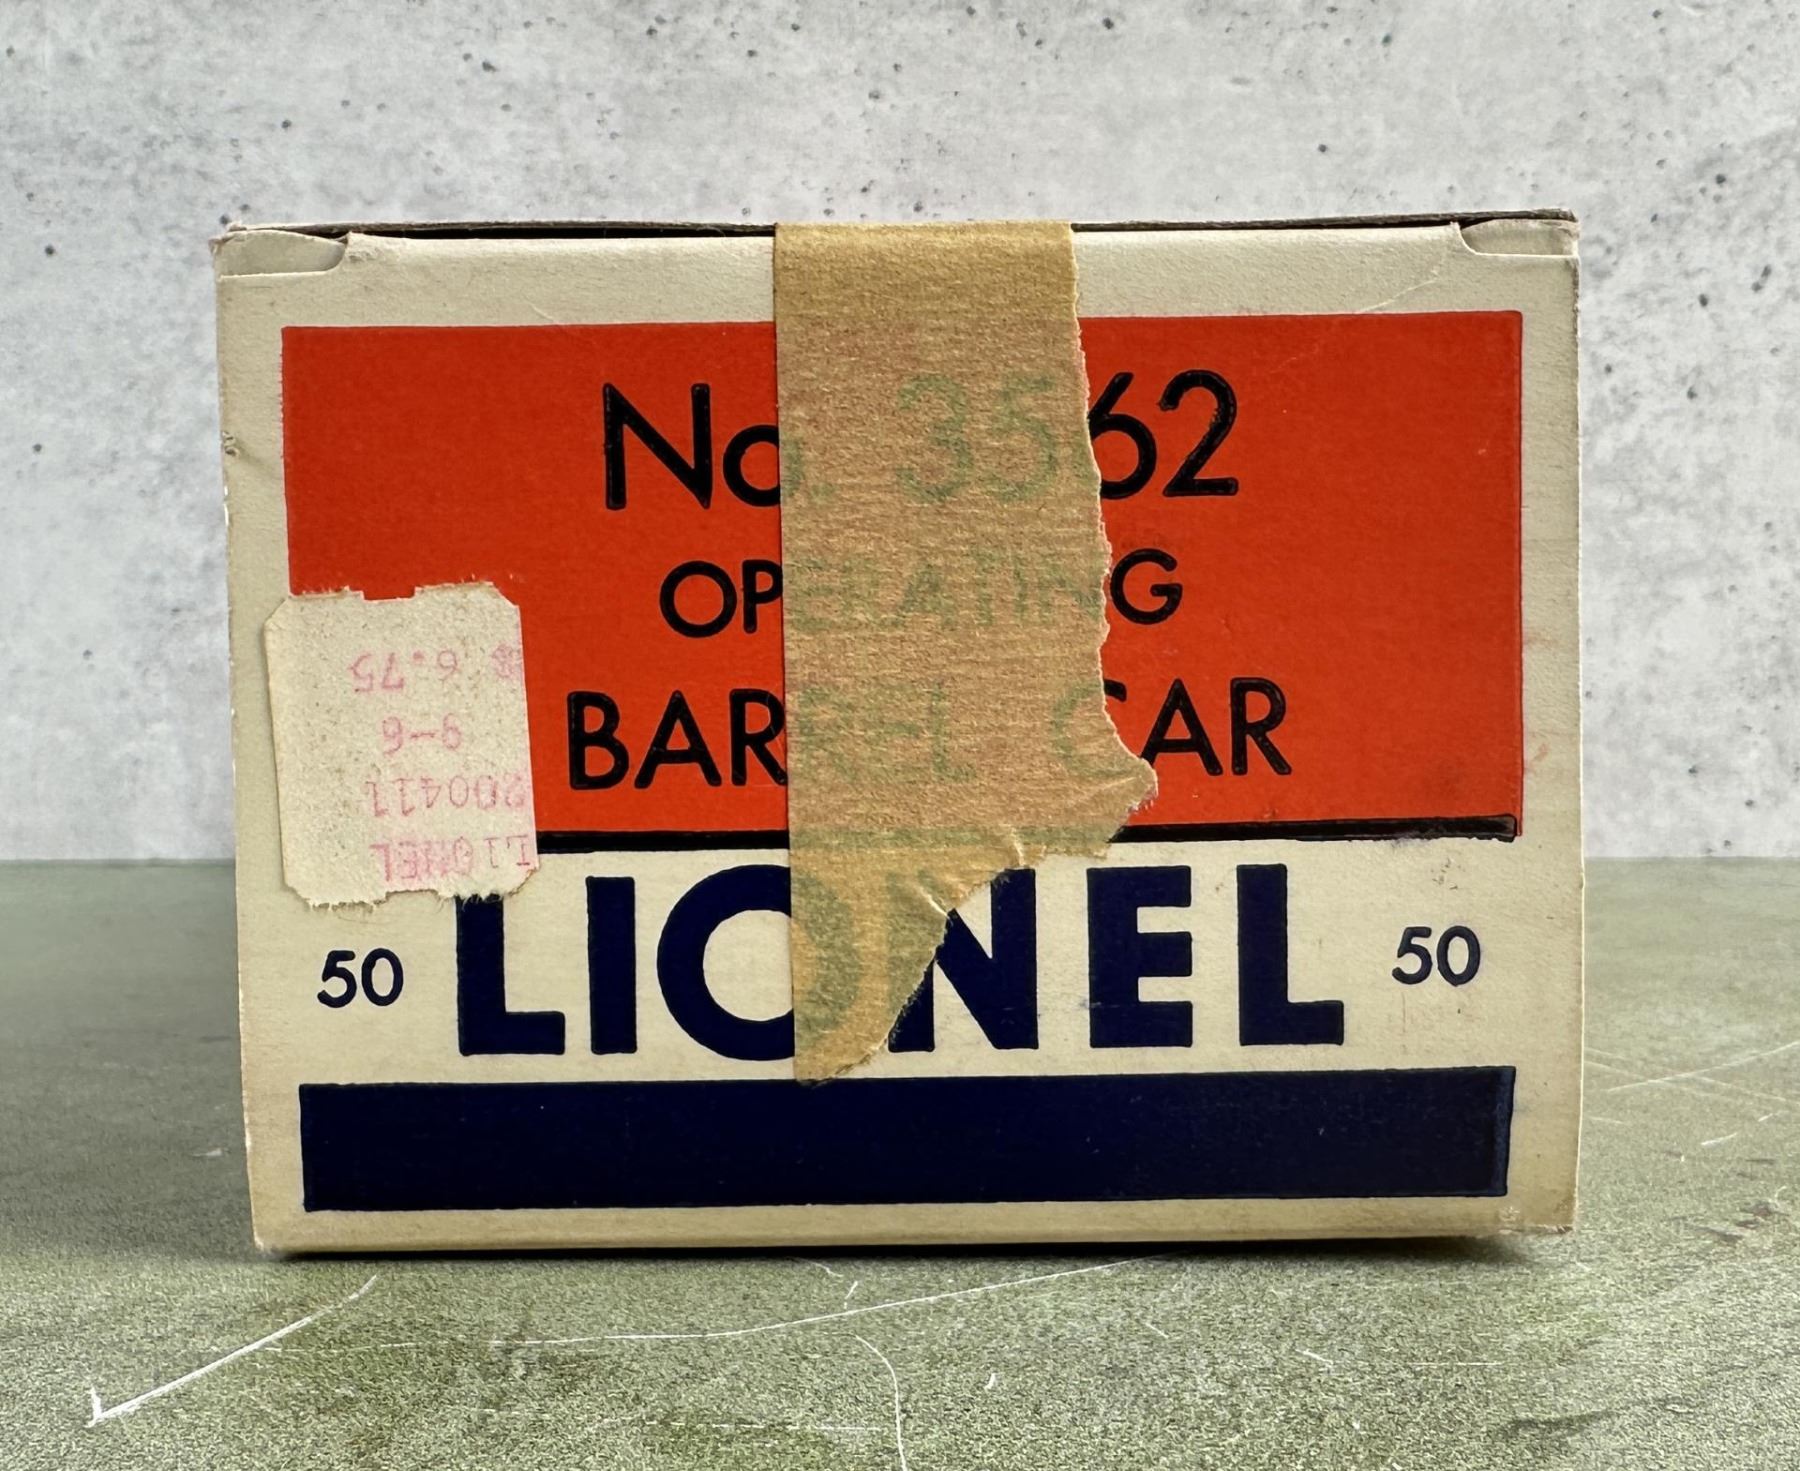 No. 3562
OPERATING
BARREL CAR
LIONEL
200411
9-6
$ 6.75
50 LIONEL 50